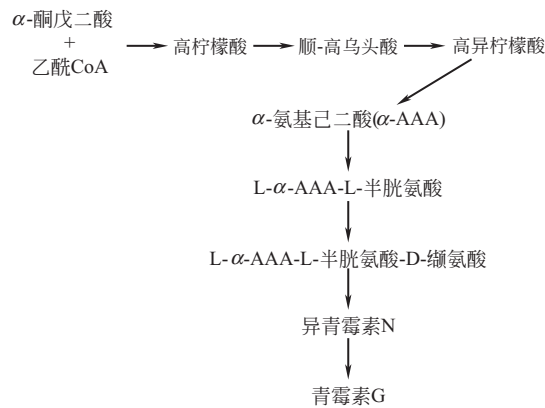 α-酮戊二酸
+
乙酰CoA
高柠檬酸
顺-高乌头酸
高异柠檬酸
α-氨基己二酸(α-AAA)
L-α-AAA-L-半胱氨酸
L-α-AAA-L-半胱氨酸-D-缬氨酸
异青霉素N
青霉素G